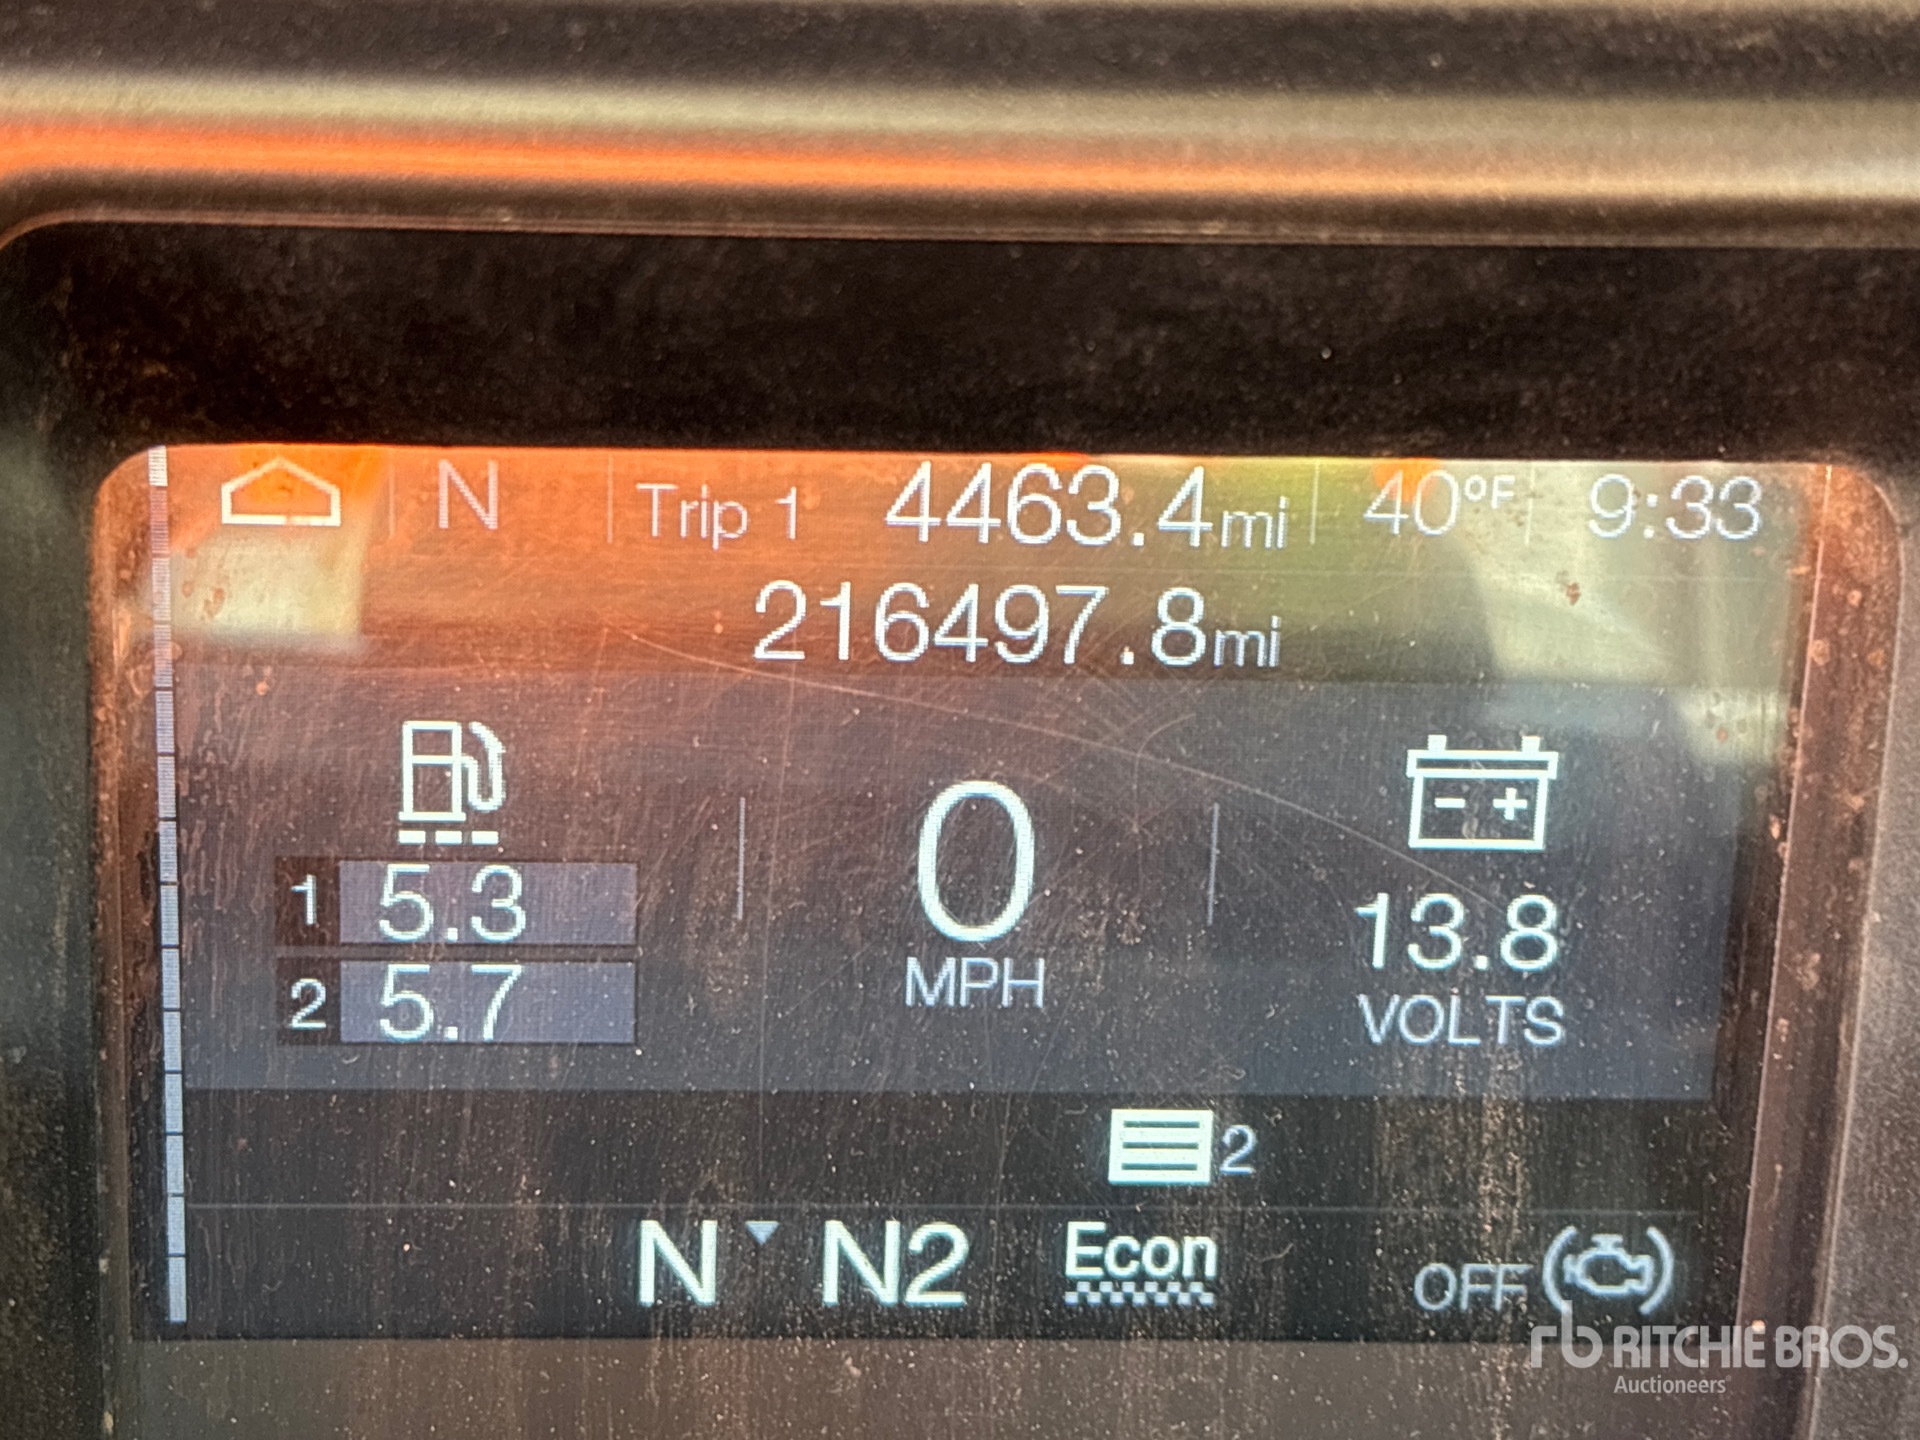 N Trip 1 4463.4mi 40°F 9:33
216497.8mi
1 5.3
2 5.7
0
MPH
- +
13.8
VOLTS
2
N N2 Econ OFF
rb RITCHIE BROS.
Auctioneers